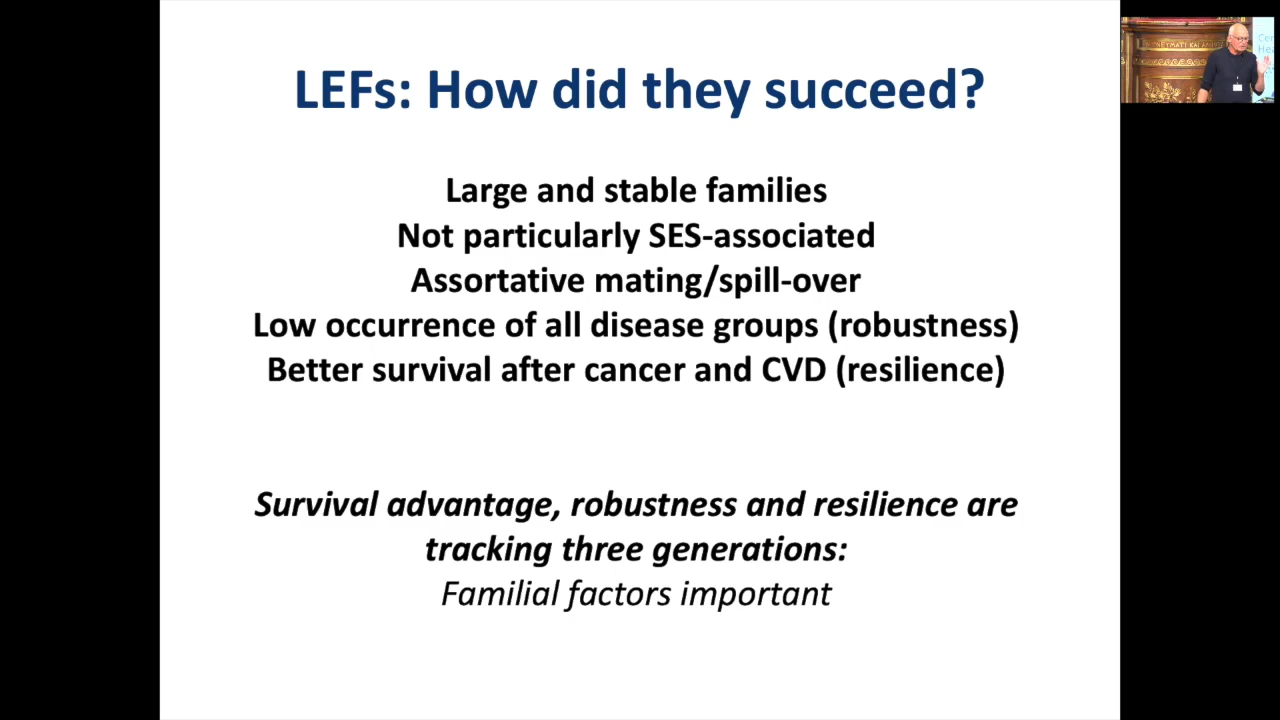 LEFs: How did they succeed?
Large and stable families
Not particularly SES-associated
Assortative mating/spill-over
Low occurrence of all disease groups (robustness)
Better survival after cancer and CVD (resilience)
Survival advantage, robustness and resilience are
tracking three generations:
Familial factors important